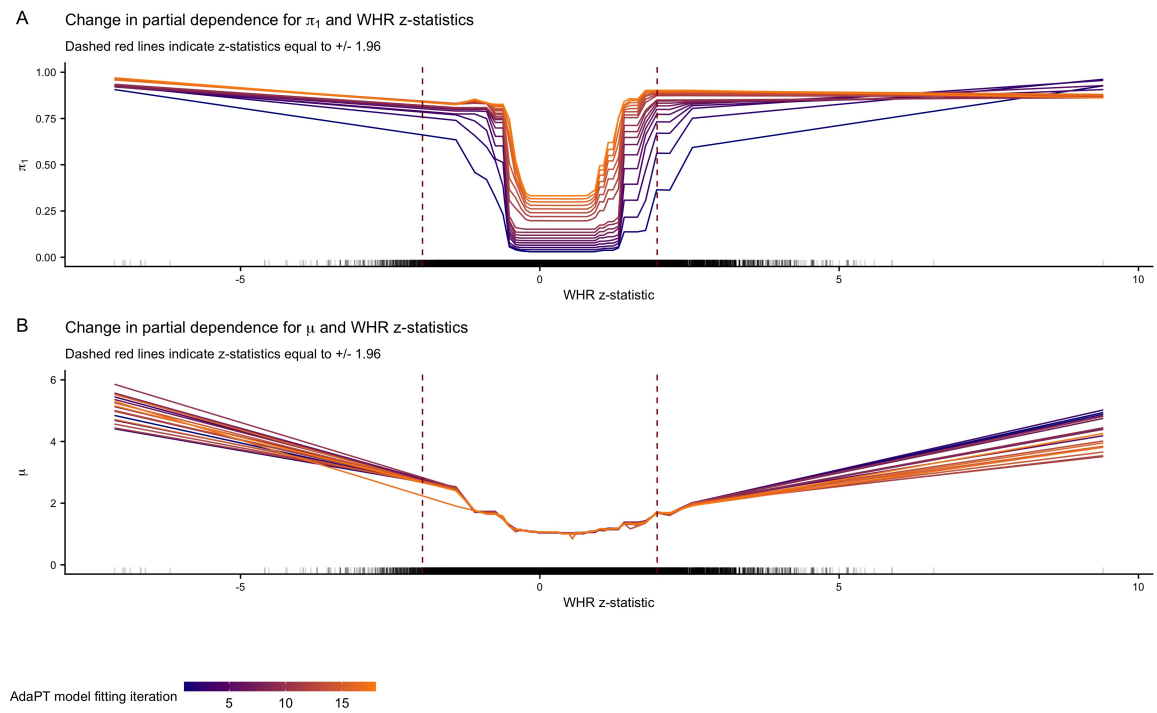 A
Change in partial dependence for π₁ and WHR z-statistics
Dashed red lines indicate z-statistics equal to +/- 1.96
1.00
0.75
0.50
0.25
0.00
π₁
-5
0
5
10
WHR z-statistic
B
Change in partial dependence for μ and WHR z-statistics
Dashed red lines indicate z-statistics equal to +/- 1.96
6
4
2
0
μ
-5
0
5
10
WHR z-statistic
AdaPT model fitting iteration
5
10
15